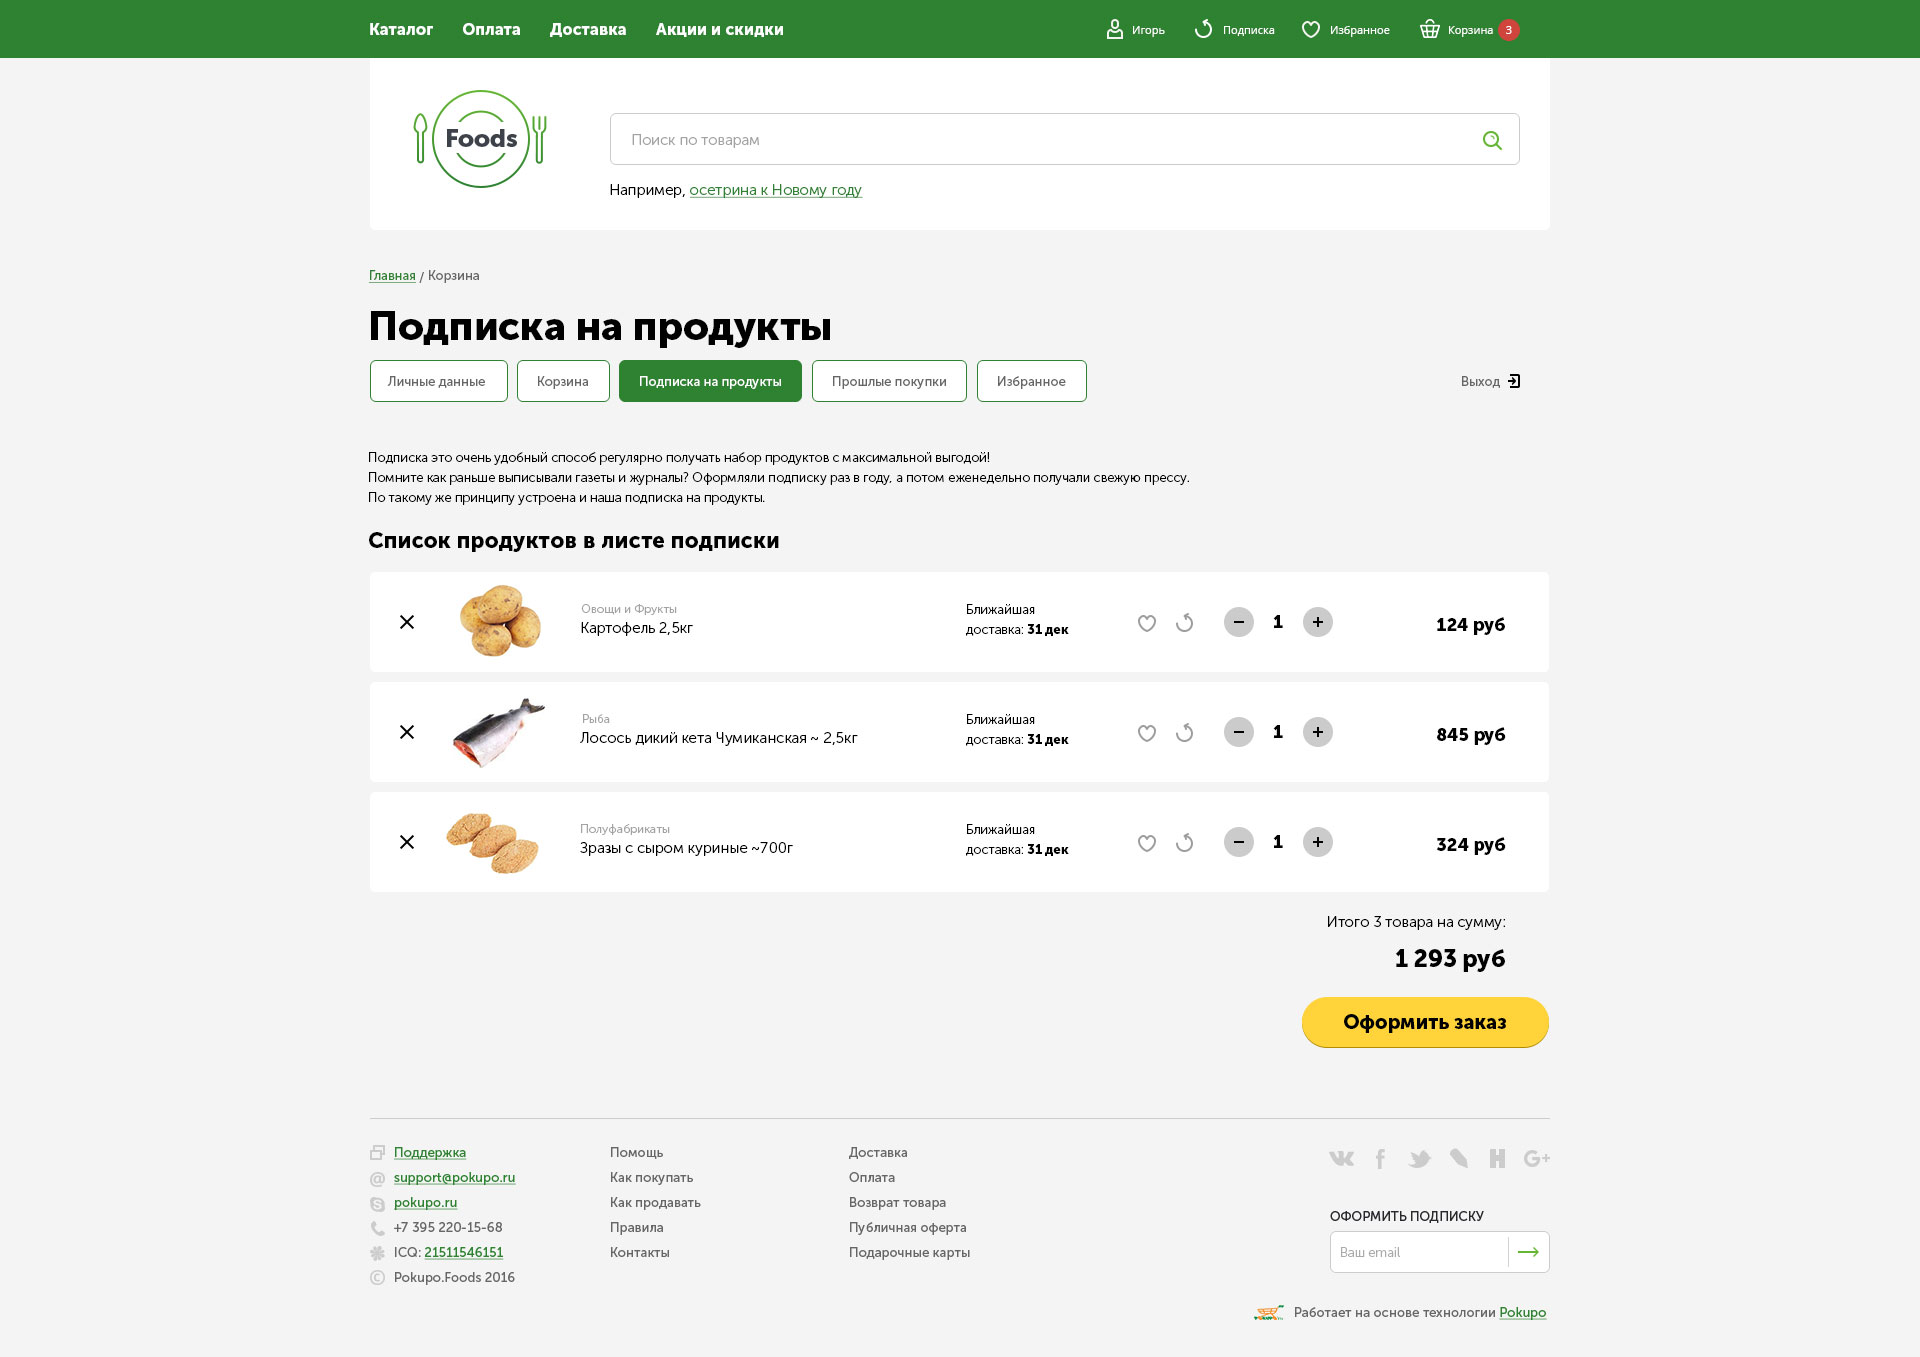 Каталог Оплата Доставка Акции и скидки Игорь Подписка Избранное Корзина 3
Foods
Поиск по товарам
Например, осетрина к Новому году
Главная / Корзина
Подписка на продукты
Личные данные Корзина Подписка на продукты Прошлые покупки Избранное Выход
Подписка это очень удобный способ регулярно получать набор продуктов с максимальной выгодой!
Помните как раньше выписывали газеты и журналы? Оформляли подписку раз в году, а потом еженедельно получали свежую прессу.
По такому же принципу устроена и наша подписка на продукты.
Список продуктов в листе подписки
Овощи и Фрукты
Картофель 2,5кг
Ближайшая
доставка: 31 дек
1
124 руб
Рыба
Лосось дикий кета Чумиканская ~ 2,5кг
Ближайшая
доставка: 31 дек
1
845 руб
Полуфабрикаты
Зразы с сыром куриные ~700г
Ближайшая
доставка: 31 дек
1
324 руб
Итого 3 товара на сумму:
1 293 руб
Оформить заказ
Поддержка
support@pokupo.ru
pokupo.ru
+7 395 220-15-68
ICQ: 21511546151
Pokupo.Foods 2016
Помощь
Как покупать
Как продавать
Правила
Контакты
Доставка
Оплата
Возврат товара
Публичная оферта
Подарочные карты
ОФОРМИТЬ ПОДПИСКУ
Ваш email
Работает на основе технологии Pokupo